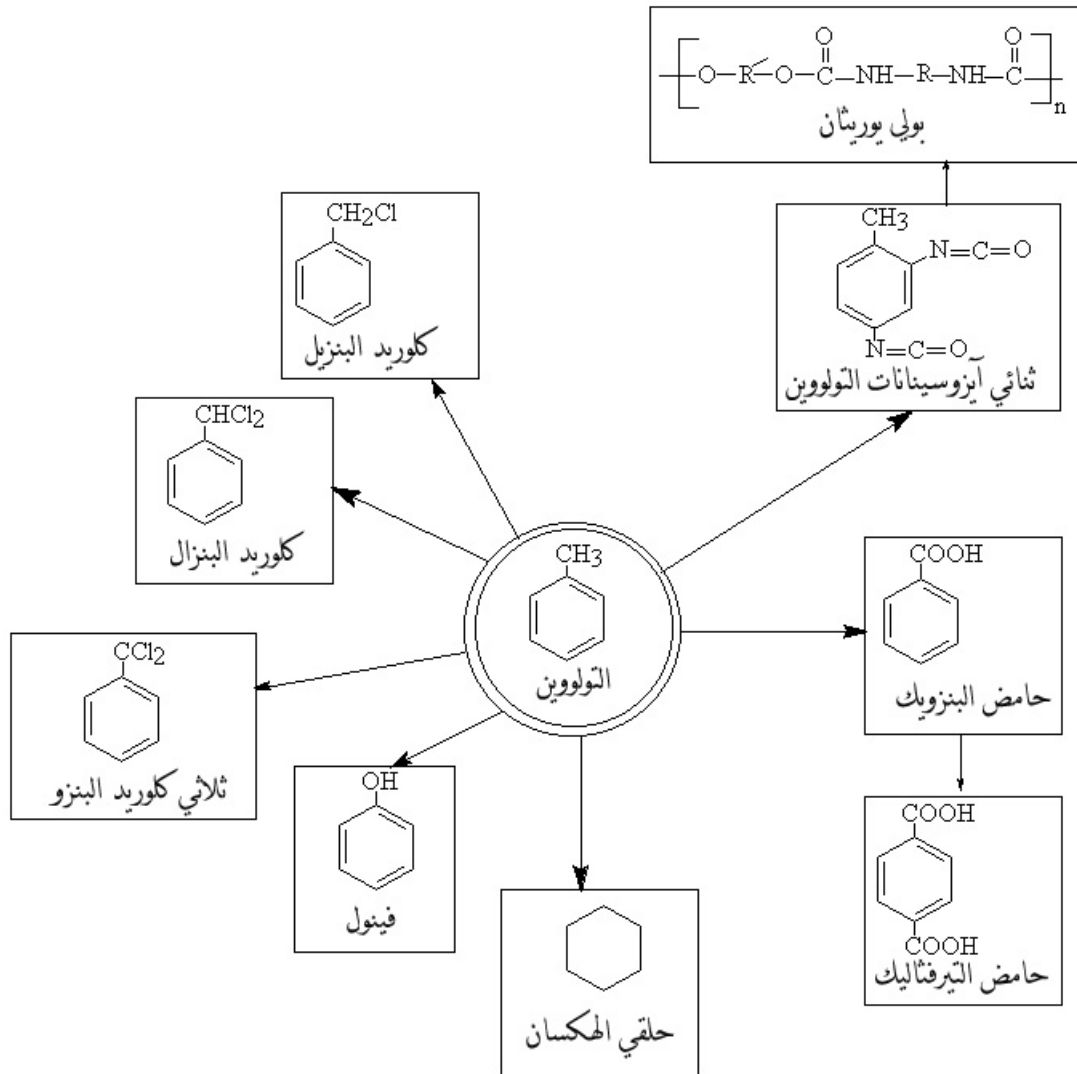 [O—R/—O—C(=O)—NH—R—NH—C(=O)]n
بولي يوريثان
CH3
N=C=O
N=C=O
ثنائي آيزوسينانات التولووين
CH2Cl
كلوريد البنزيل
CHCl2
كلوريد البنزال
CH3
التولووين
COOH
حامض البنزويك
CCl2
ثلاثي كلوريد البنزو
OH
فينول
حلقي الهكسان
COOH
COOH
حامض التيرفثاليك